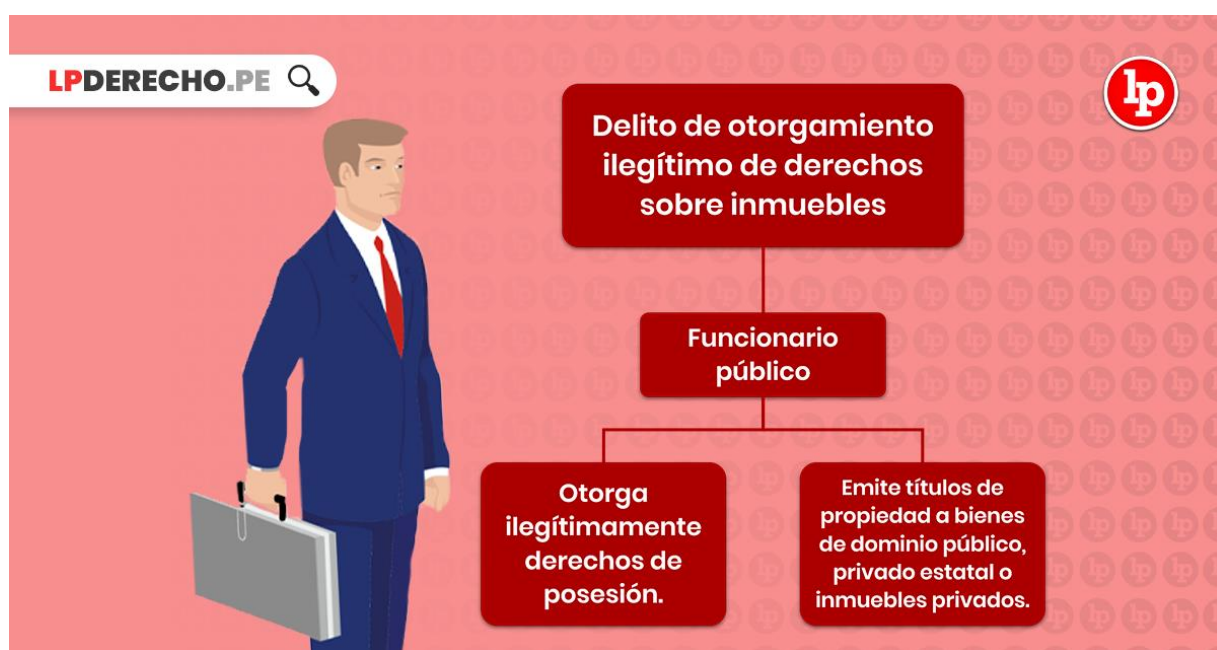 LPDERECHO.PE
lp
Delito de otorgamiento
ilegítimo de derechos
sobre inmuebles
Funcionario
público
Otorga
ilegítimamente
derechos de
posesión.
Emite títulos de
propiedad a bienes
de dominio público,
privado estatal o
inmuebles privados.